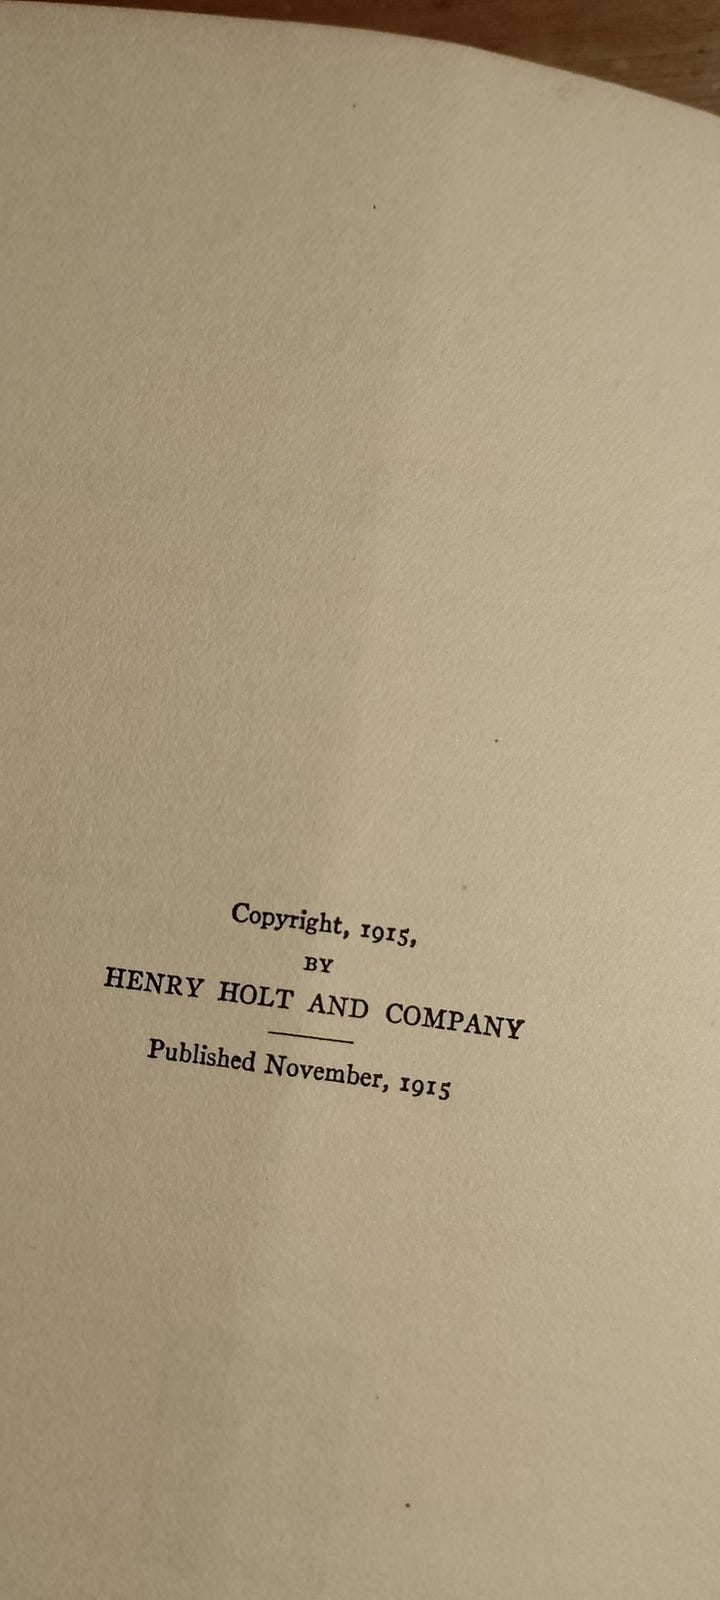 Copyright, 1915,
BY
HENRY HOLT AND COMPANY
Published November, 1915